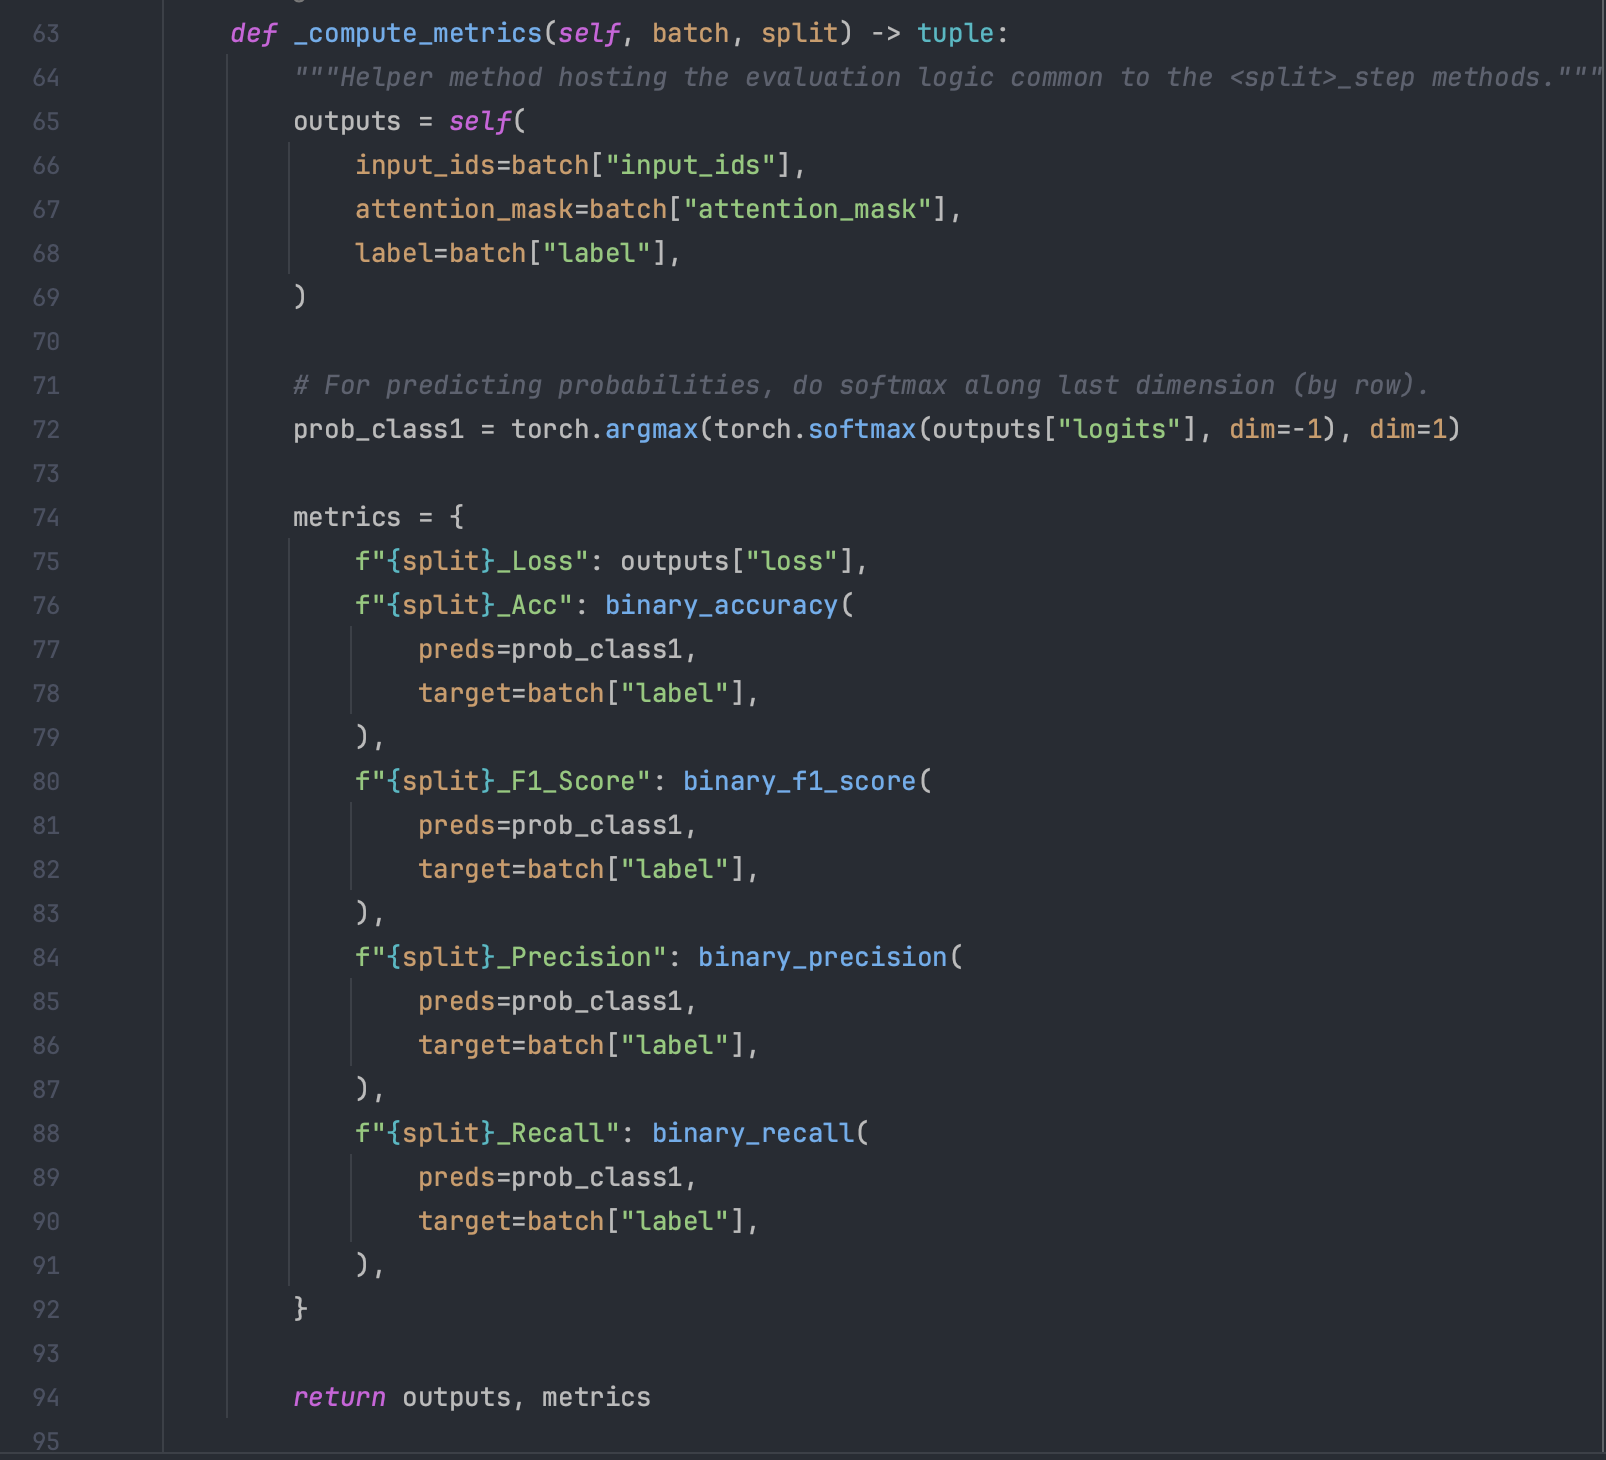 63 def _compute_metrics(self, batch, split) -> tuple:
64 """Helper method hosting the evaluation logic common to the <split>_step methods."""
65 outputs = self(
66 input_ids=batch["input_ids"],
67 attention_mask=batch["attention_mask"],
68 label=batch["label"],
69 )
70
71 # For predicting probabilities, do softmax along last dimension (by row).
72 prob_class1 = torch.argmax(torch.softmax(outputs["logits"], dim=-1), dim=1)
73
74 metrics = {
75 f"{split}_Loss": outputs["loss"],
76 f"{split}_Acc": binary_accuracy(
77 preds=prob_class1,
78 target=batch["label"],
79 ),
80 f"{split}_F1_Score": binary_f1_score(
81 preds=prob_class1,
82 target=batch["label"],
83 ),
84 f"{split}_Precision": binary_precision(
85 preds=prob_class1,
86 target=batch["label"],
87 ),
88 f"{split}_Recall": binary_recall(
89 preds=prob_class1,
90 target=batch["label"],
91 ),
92 }
93
94 return outputs, metrics
95